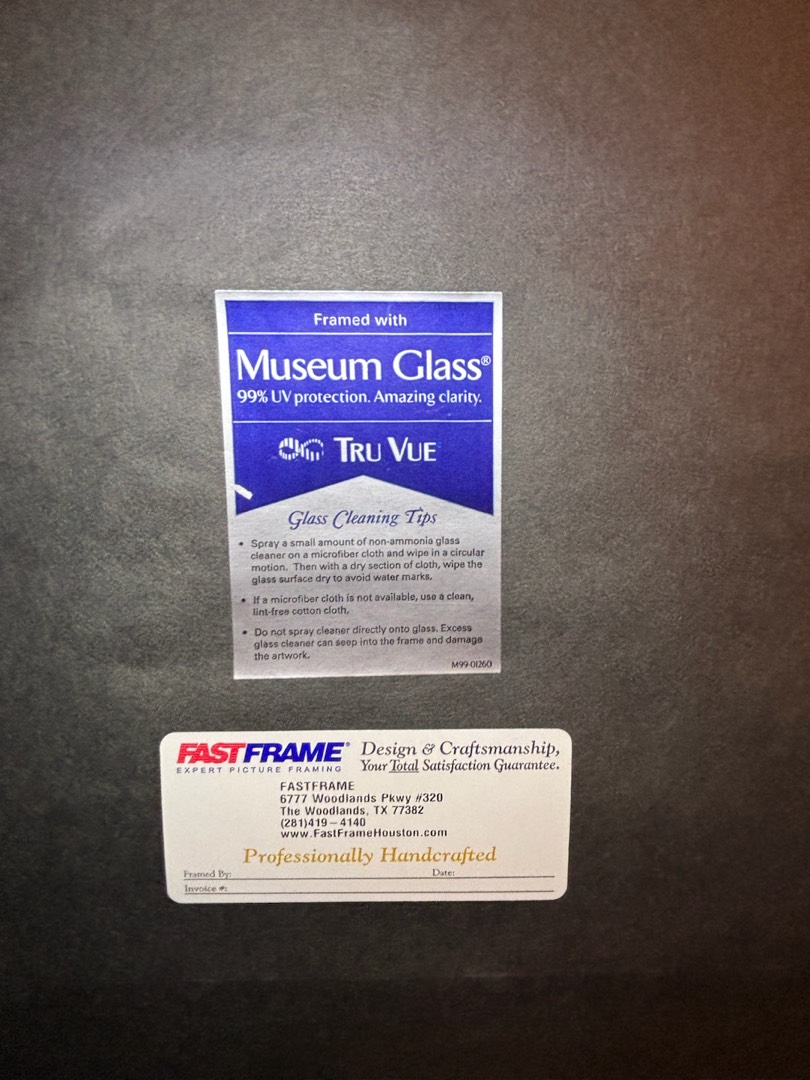 Framed with
Museum Glass®
99% UV protection. Amazing clarity.
TRU VUE
Glass Cleaning Tips
• Spray a small amount of non-ammonia glass
cleaner on a microfiber cloth and wipe in a circular
motion. Then with a dry section of cloth, wipe the
glass surface dry to avoid water marks.
• If a microfiber cloth is not available, use a clean,
lint-free cotton cloth.
• Do not spray cleaner directly onto glass. Excess
glass cleaner can seep into the frame and damage
the artwork.
M99-01260
FASTFRAME®
EXPERT PICTURE FRAMING
Design & Craftsmanship,
Your Total Satisfaction Guarantee.
FASTFRAME
6777 Woodlands Pkwy #320
The Woodlands, TX 77382
(281)419-4140
www.FastFrameHouston.com
Professionally Handcrafted
Framed By: Date:
Invoice #: